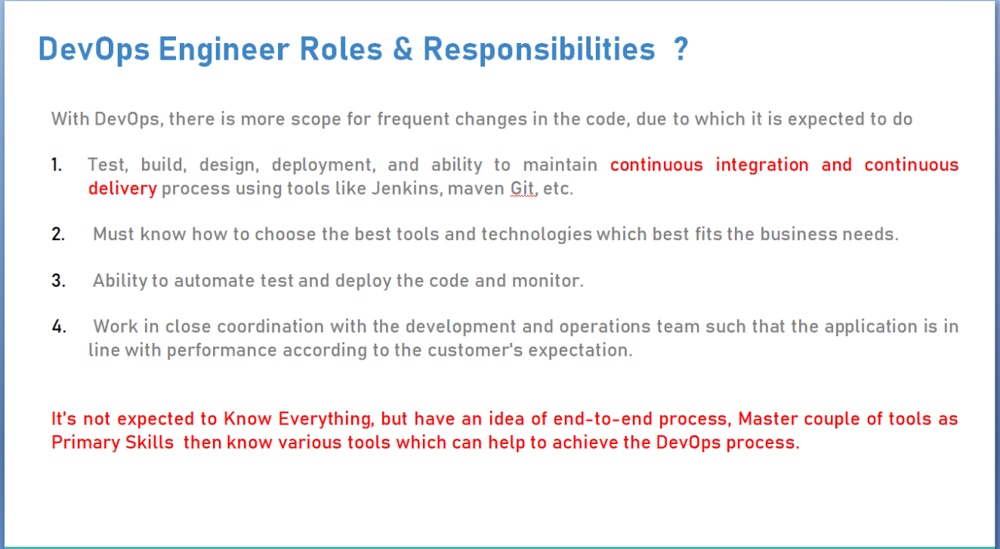 DevOps Engineer Roles & Responsibilities ?
With DevOps, there is more scope for frequent changes in the code, due to which it is expected to do
1. Test, build, design, deployment, and ability to maintain continuous integration and continuous
delivery process using tools like Jenkins, maven Git, etc.
2. Must know how to choose the best tools and technologies which best fits the business needs.
3. Ability to automate test and deploy the code and monitor.
4. Work in close coordination with the development and operations team such that the application is in
line with performance according to the customer's expectation.
It's not expected to Know Everything, but have an idea of end-to-end process, Master couple of tools as
Primary Skills then know various tools which can help to achieve the DevOps process.